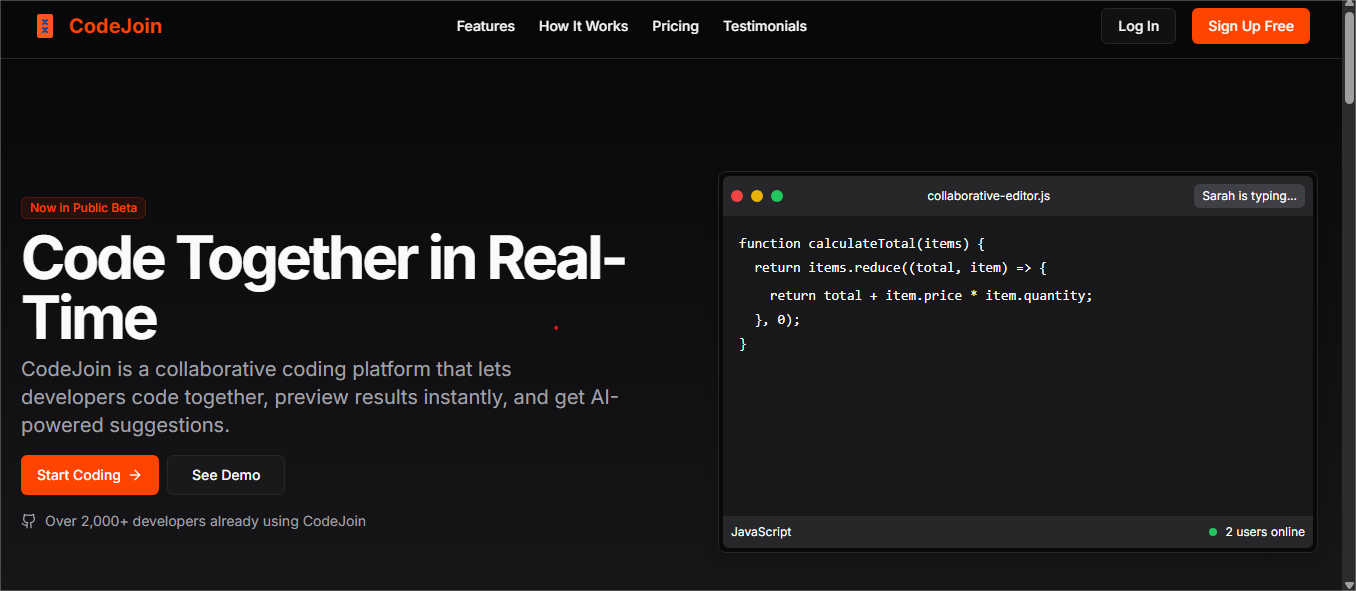 CodeJoin
Features
How It Works
Pricing
Testimonials
Log In
Sign Up Free
Now in Public Beta
Code Together in Real-
Time
CodeJoin is a collaborative coding platform that lets
developers code together, preview results instantly, and get AI-
powered suggestions.
Start Coding →
See Demo
Over 2,000+ developers already using CodeJoin
collaborative-editor.js
Sarah is typing...
function calculateTotal(items) {
  return items.reduce((total, item) => {
    return total + item.price * item.quantity;
  }, 0);
}
JavaScript
2 users online